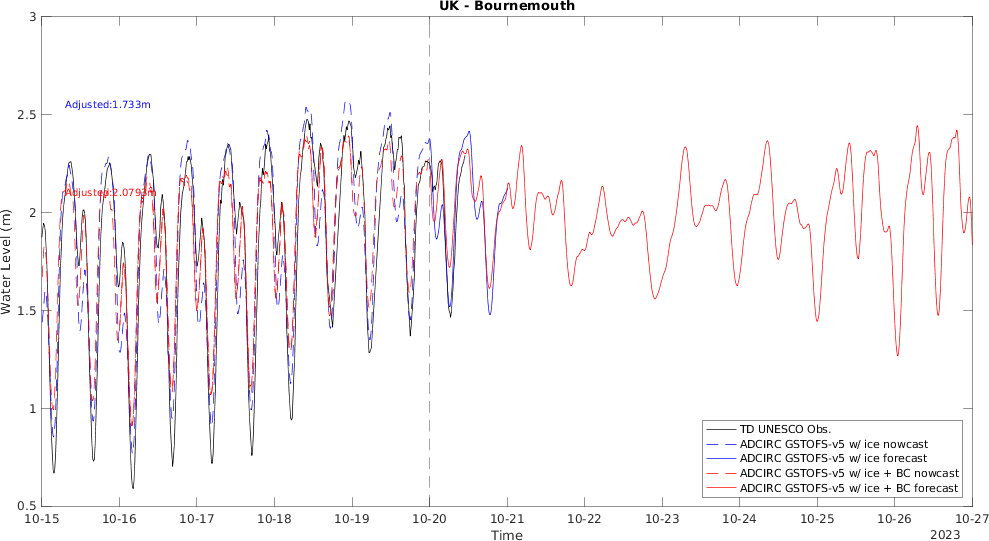 UK - Bournemouth
Water Level (m)
3
2.5
2
1.5
1
0.5
Adjusted:1.733m
Adjusted:2.0793m
TD UNESCO Obs.
ADCIRC GSTOFS-v5 w/ ice nowcast
ADCIRC GSTOFS-v5 w/ ice forecast
ADCIRC GSTOFS-v5 w/ ice + BC nowcast
ADCIRC GSTOFS-v5 w/ ice + BC forecast
10-15 10-16 10-17 10-18 10-19 10-20 10-21 10-22 10-23 10-24 10-25 10-26 10-27
Time
2023